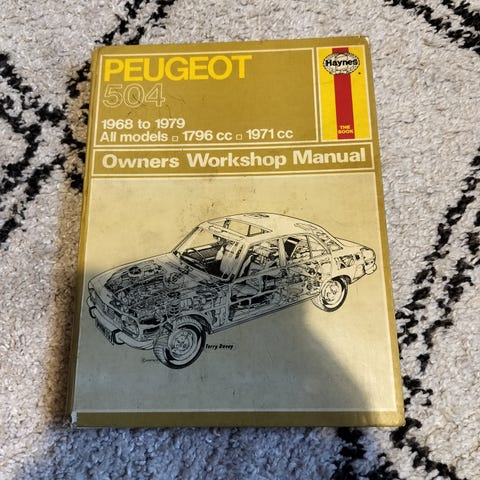 PEUGEOT
504
1968 to 1979
All models □ 1796 cc □ 1971 cc
Haynes
THE
BOOK
Owners Workshop Manual
Terry Davey